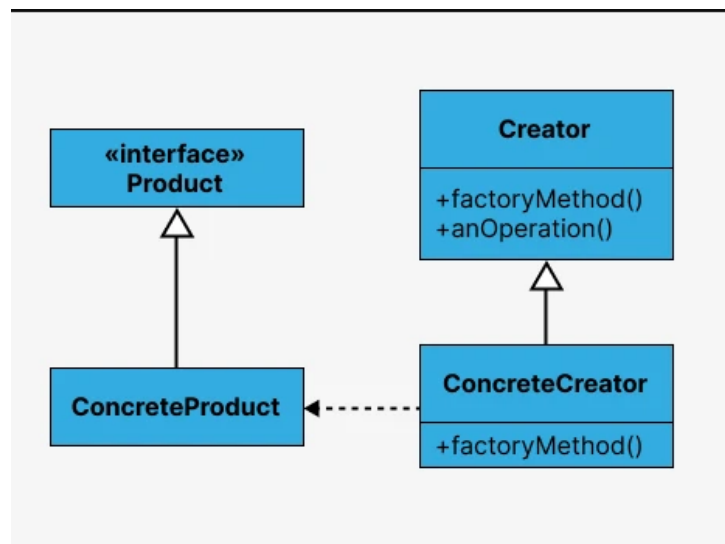 «interface»
Product
Creator
+factoryMethod()
+anOperation()
ConcreteProduct
ConcreteCreator
+factoryMethod()